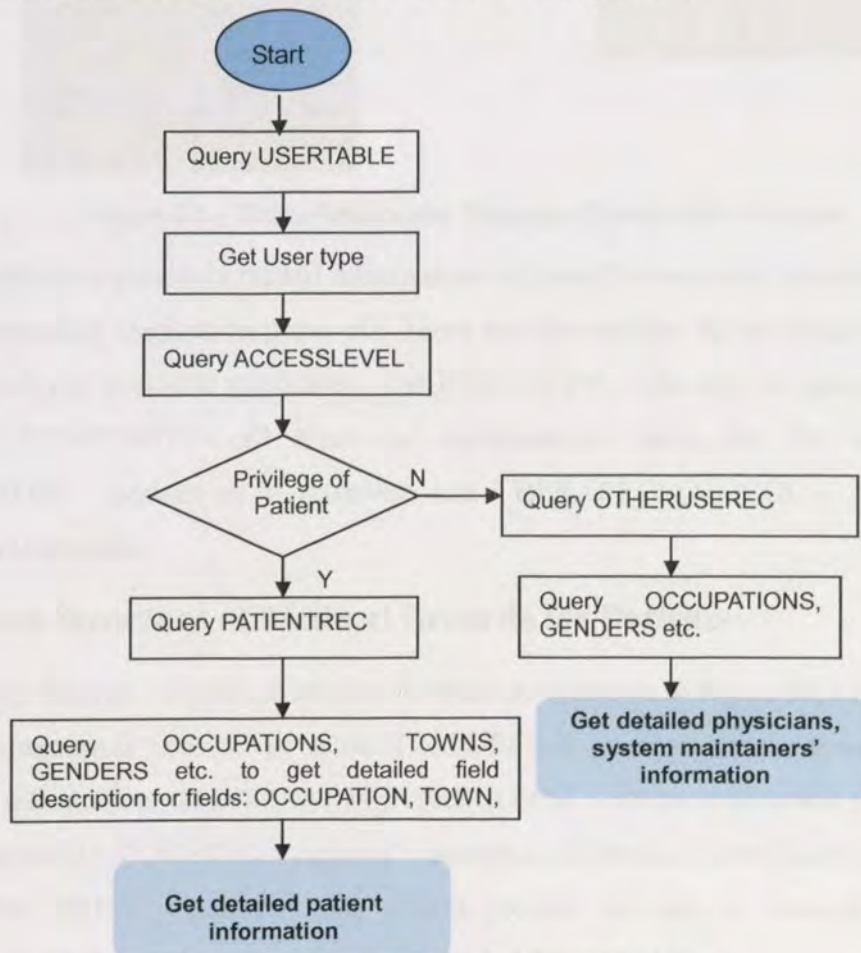 Start
Query USERTABLE
Get User type
Query ACCESSLEVEL
Privilege of
Patient
N
Query OTHERUSEREC
Y
Query PATIENTREC
Query OCCUPATIONS,
GENDERS etc.
Query OCCUPATIONS, TOWNS,
GENDERS etc. to get detailed field
description for fields: OCCUPATION, TOWN,
Get detailed physicians,
system maintainers'
information
Get detailed patient
information